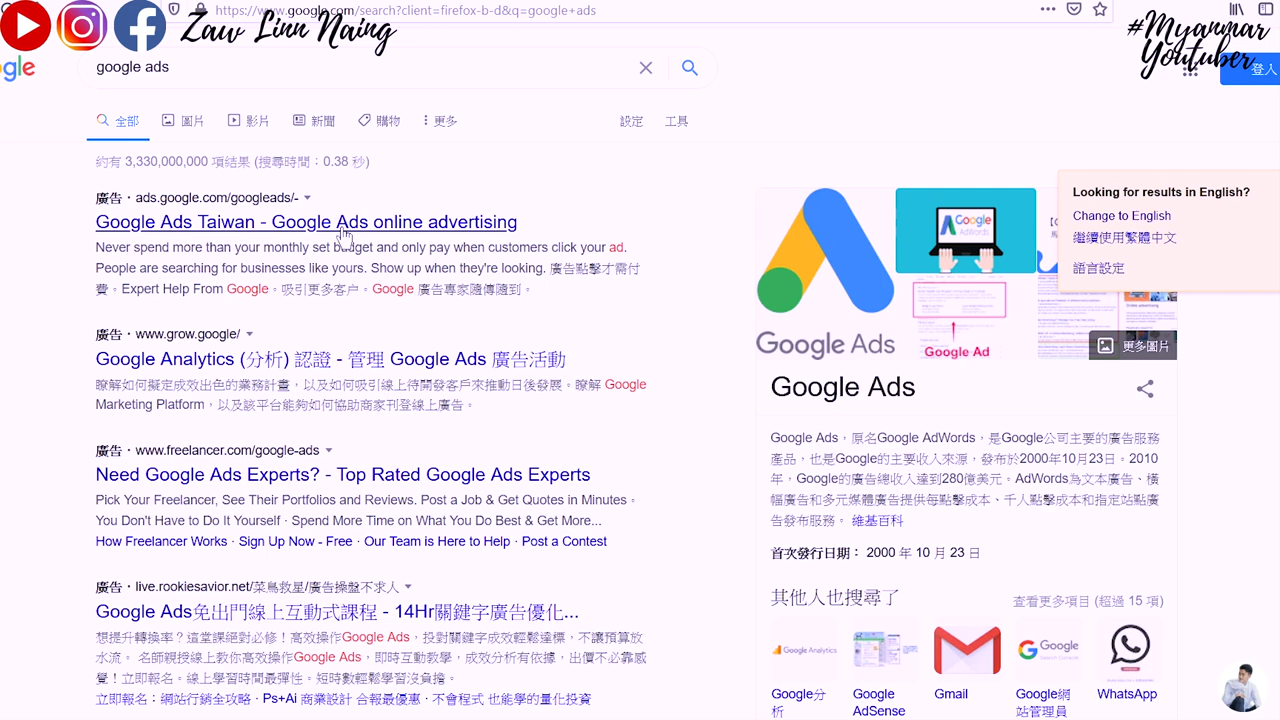 https://www.google.com/search?client=firefox-b-d&q=google+ads
Zaw Linn Naing
#Myanmar
Youtuber
gle
google ads
登入
全部
圖片
影片
新聞
購物
更多
設定
工具
約有 3,330,000,000 項結果 (搜尋時間：0.38 秒)
廣告 · ads.google.com/googleads/-
Google Ads Taiwan - Google Ads online advertising
Never spend more than your monthly set budget and only pay when customers click your ad.
People are searching for businesses like yours. Show up when they're looking. 廣告點擊才需付
費。Expert Help From Google。吸引更多客戶。Google 廣告專家隨傳隨到。
廣告 · www.grow.google/
Google Analytics (分析) 認證 - 管理 Google Ads 廣告活動
瞭解如何擬定成效出色的業務計畫，以及如何吸引線上待開發客戶來推動日後發展。瞭解 Google
Marketing Platform，以及該平台能夠如何協助商家刊登線上廣告。
廣告 · www.freelancer.com/google-ads
Need Google Ads Experts? - Top Rated Google Ads Experts
Pick Your Freelancer, See Their Portfolios and Reviews. Post a Job & Get Quotes in Minutes。
You Don't Have to Do It Yourself · Spend More Time on What You Do Best & Get More...
How Freelancer Works · Sign Up Now - Free · Our Team is Here to Help · Post a Contest
廣告 · live.rookiesavior.net/菜鳥救星/廣告操盤不求人
Google Ads免出門線上互動式課程 - 14Hr關鍵字廣告優化...
想提升轉換率？這堂課絕對必修！高效操作Google Ads，投對關鍵字成效輕鬆達標，不讓預算放
水流。 名師親授線上教你高效操作Google Ads，即時互動教學，成效分析有依據，出價不必靠感
覺！立即報名。線上學習時間最彈性。短時數輕鬆學習沒負擔。
立即報名：網站行銷全攻略 · Ps+Ai 商業設計 合報最優惠 · 不會程式 也能學的量化投資
Looking for results in English?
Change to English
繼續使用繁體中文
語言設定
Google
AdWords
Google Ads
Google Ad
更多圖片
Google Ads
Google Ads，原名Google AdWords，是Google公司主要的廣告服務
產品，也是Google的主要收入來源，發布於2000年10月23日。2010
年，Google的廣告總收入達到280億美元。AdWords為文本廣告、橫
幅廣告和多元媒體廣告提供每點擊成本、千人點擊成本和指定站點廣
告發布服務。 維基百科
首次發行日期： 2000 年 10 月 23 日
其他人也搜尋了
查看更多項目 (超過 15 項)
Google Analytics
Google
Search Console
Google分
析
Google
AdSense
Gmail
Google網
站管理員
WhatsApp